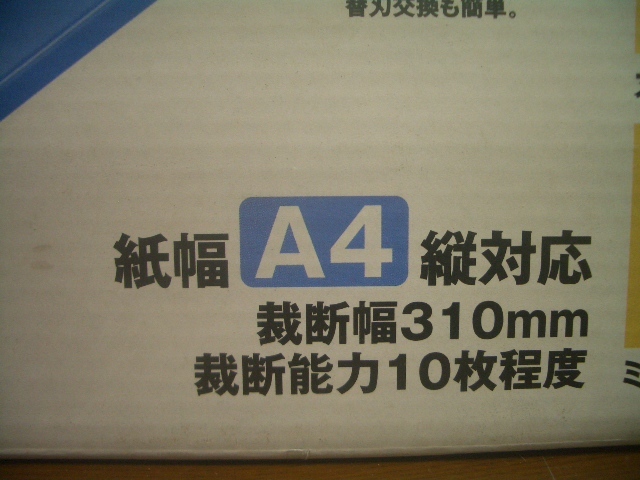 替刃交換も簡単。
紙幅 A4 縦対応
裁断幅310mm
裁断能力10枚程度